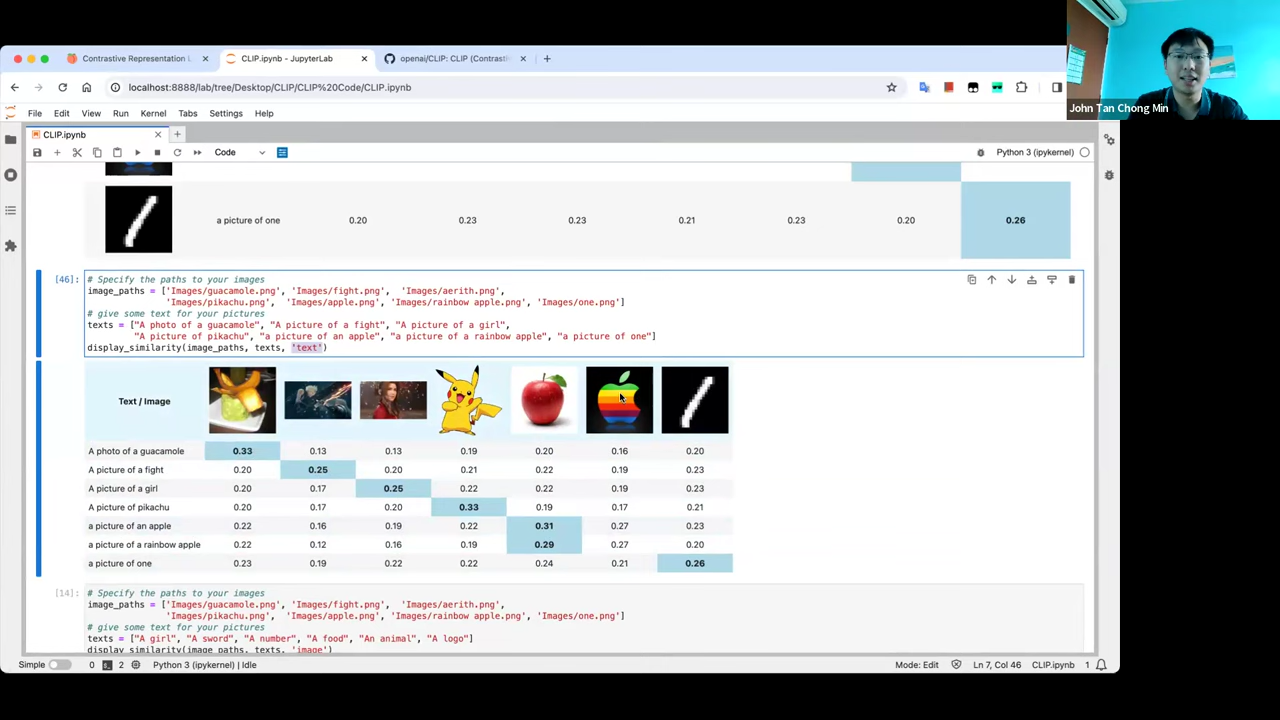 Contrastive Representation L
CLIP.ipynb - JupyterLab
openai/CLIP: CLIP (Contrasti
localhost:8888/lab/tree/Desktop/CLIP/CLIP%20Code/CLIP.ipynb
John Tan Chong Min
File Edit View Run Kernel Tabs Settings Help
CLIP.ipynb
Code
Python 3 (ipykernel)
a picture of one 0.20 0.23 0.23 0.21 0.23 0.20 0.26
[46]:
# Specify the paths to your images
image_paths = ['Images/guacamole.png', 'Images/fight.png', 'Images/aerith.png',
'Images/pikachu.png', 'Images/apple.png', 'Images/rainbow apple.png', 'Images/one.png']
# give some text for your pictures
texts = ["A photo of a guacamole", "A picture of a fight", "A picture of a girl",
"A picture of pikachu", "a picture of an apple", "a picture of a rainbow apple", "a picture of one"]
display_similarity(image_paths, texts, 'text')
Text / Image
A photo of a guacamole 0.33 0.13 0.13 0.19 0.20 0.16 0.20
A picture of a fight 0.20 0.25 0.20 0.21 0.22 0.19 0.23
A picture of a girl 0.20 0.17 0.25 0.22 0.22 0.19 0.23
A picture of pikachu 0.20 0.17 0.20 0.33 0.19 0.17 0.21
a picture of an apple 0.22 0.16 0.19 0.22 0.31 0.27 0.23
a picture of a rainbow apple 0.22 0.12 0.16 0.19 0.29 0.27 0.20
a picture of one 0.23 0.19 0.22 0.22 0.24 0.21 0.26
[14]:
# Specify the paths to your images
image_paths = ['Images/guacamole.png', 'Images/fight.png', 'Images/aerith.png',
'Images/pikachu.png', 'Images/apple.png', 'Images/rainbow apple.png', 'Images/one.png']
# give some text for your pictures
texts = ["A girl", "A sword", "A number", "A food", "An animal", "A logo"]
display_similarity(image_paths, texts, 'image')
Simple 0 2 Python 3 (ipykernel) | Idle Mode: Edit Ln 7, Col 46 CLIP.ipynb 1